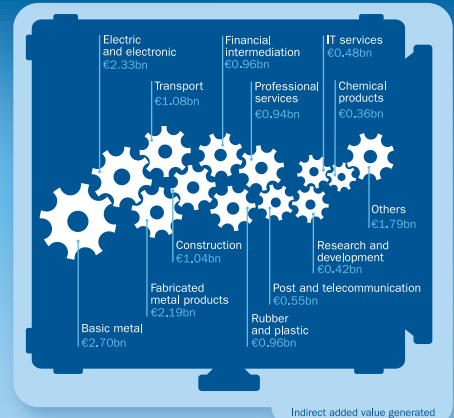 Electric
and electronic
€2.33bn
Financial
intermediation
€0.96bn
IT services
€0.48bn
Transport
€1.08bn
Professional
services
€0.94bn
Chemical
products
€0.36bn
Others
€1.79bn
Construction
€1.04bn
Research and
development
€0.42bn
Fabricated
metal products
€2.19bn
Post and telecommunication
€0.55bn
Basic metal
€2.70bn
Rubber
and plastic
€0.96bn
Indirect added value generated